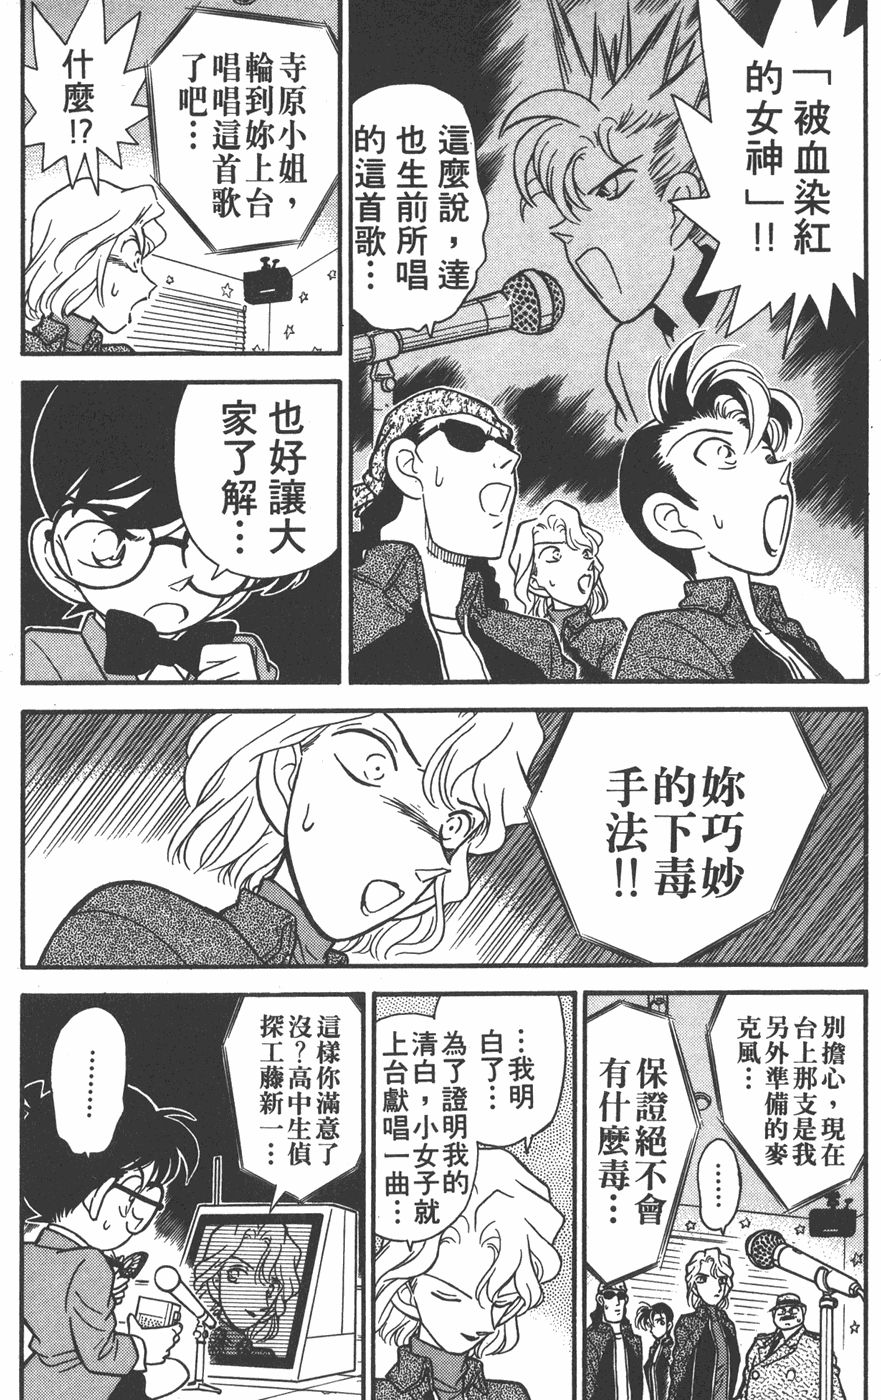 「被血染紅
的女神」!!
這麼說，達
也生前所唱
的這首歌…
寺原小姐，
輪到妳上台
唱唱這首歌
了吧…
什麼!?
也好讓大
家了解…
妳巧妙
的下毒
手法!!
別擔心，現在
台上那支是我
另外準備的麥
克風…
保證絕不會
有什麼毒…
……
…我明
白了…
為了證明我的
清白，小女子就
上台獻唱一曲…
這樣你滿意了
沒？高中生偵
探工藤新一…
………